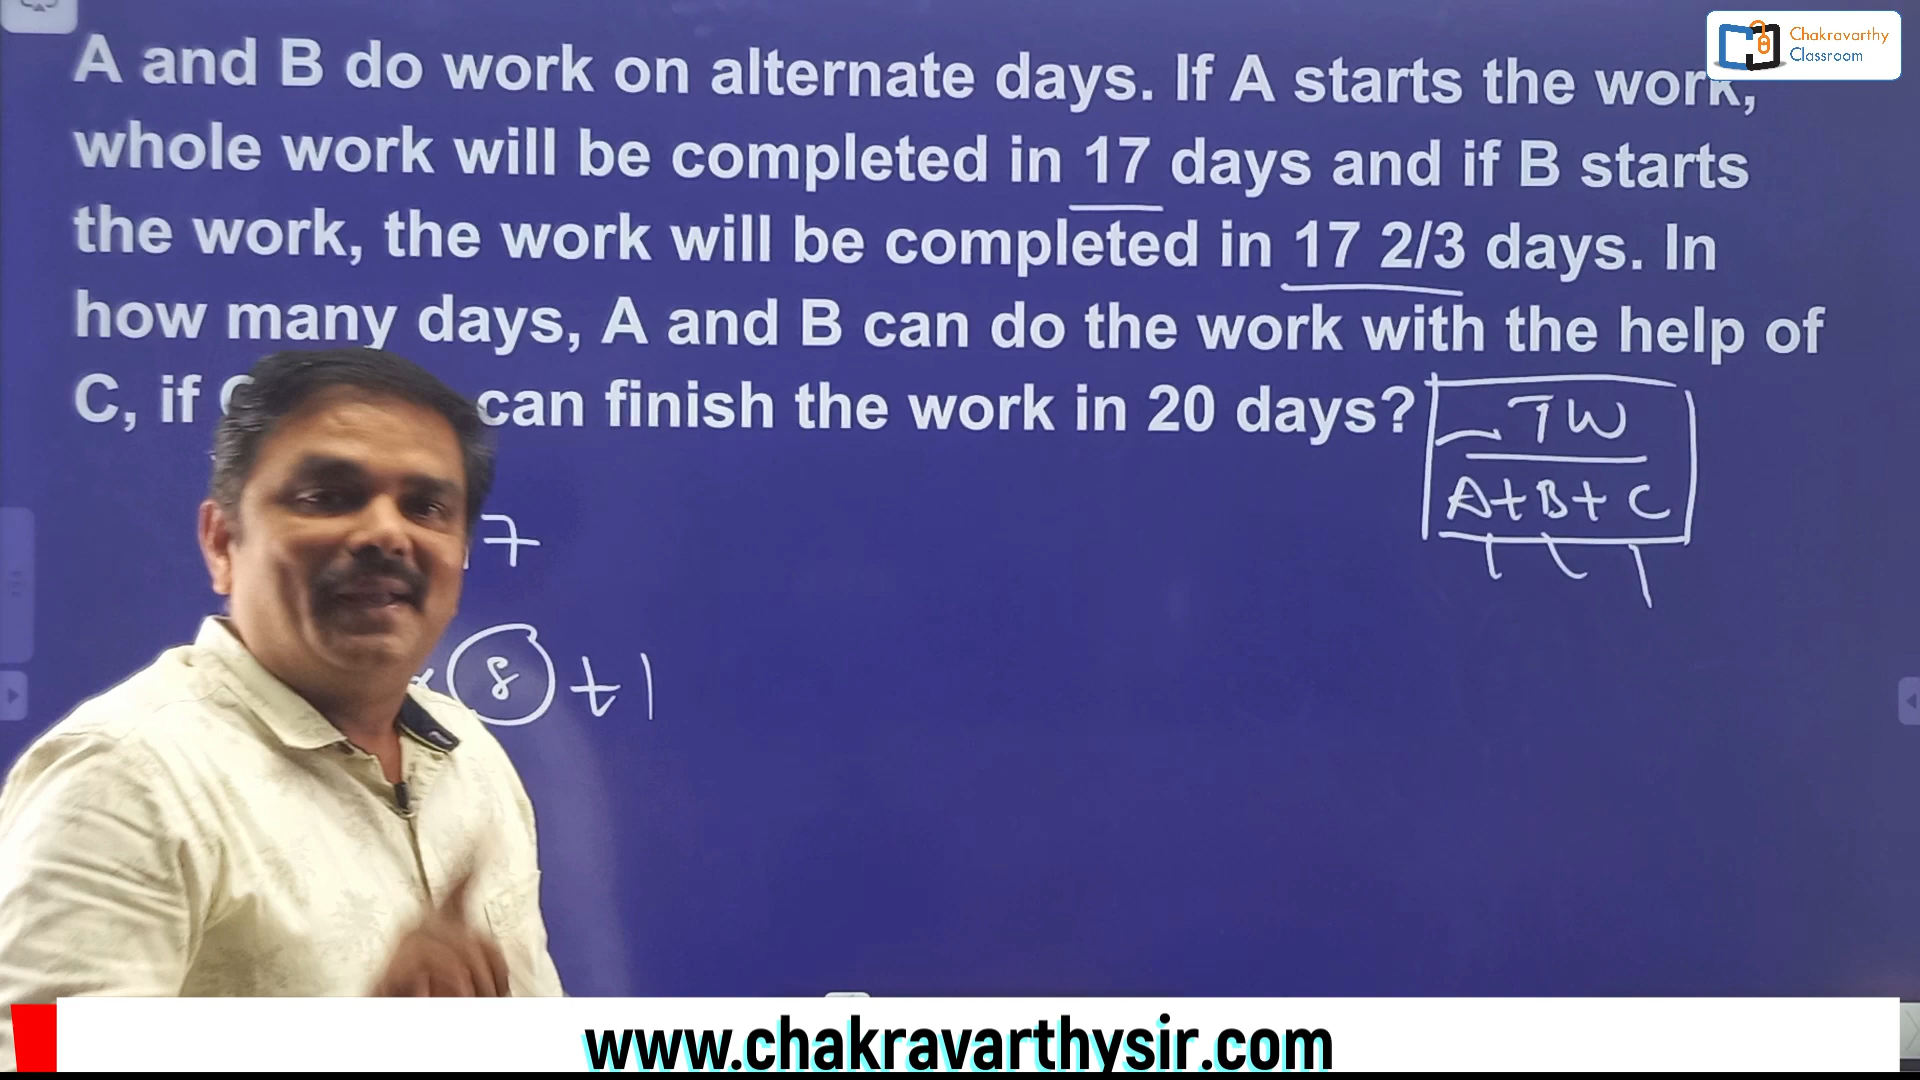 Chakravarthy
Classroom
A and B do work on alternate days. If A starts the work,
whole work will be completed in 17 days and if B starts
the work, the work will be completed in 17 2/3 days. In
how many days, A and B can do the work with the help of
C, if can finish the work in 20 days?
TW
A+B+C
7
8 +1
www.chakravarthysir.com